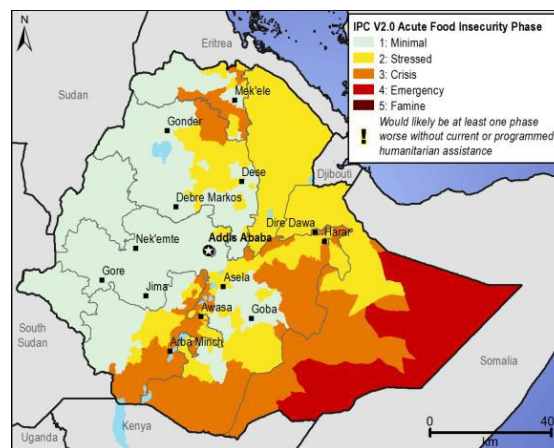 N
IPC V2.0 Acute Food Insecurity Phase
1: Minimal
2: Stressed
3: Crisis
4: Emergency
5: Famine
!
Would likely be at least one phase
worse without current or programmed
humanitarian assistance
Eritrea
Sudan
Mek'ele
Gonder
Dese
Djibouti
Debre Markos
Dire Dawa
Harar
Nek'emte
Addis Ababa
Gore
Jima
Asela
Awasa
Goba
South
Sudan
Arba Minch
Somalia
Kenya
Uganda
0
40
km